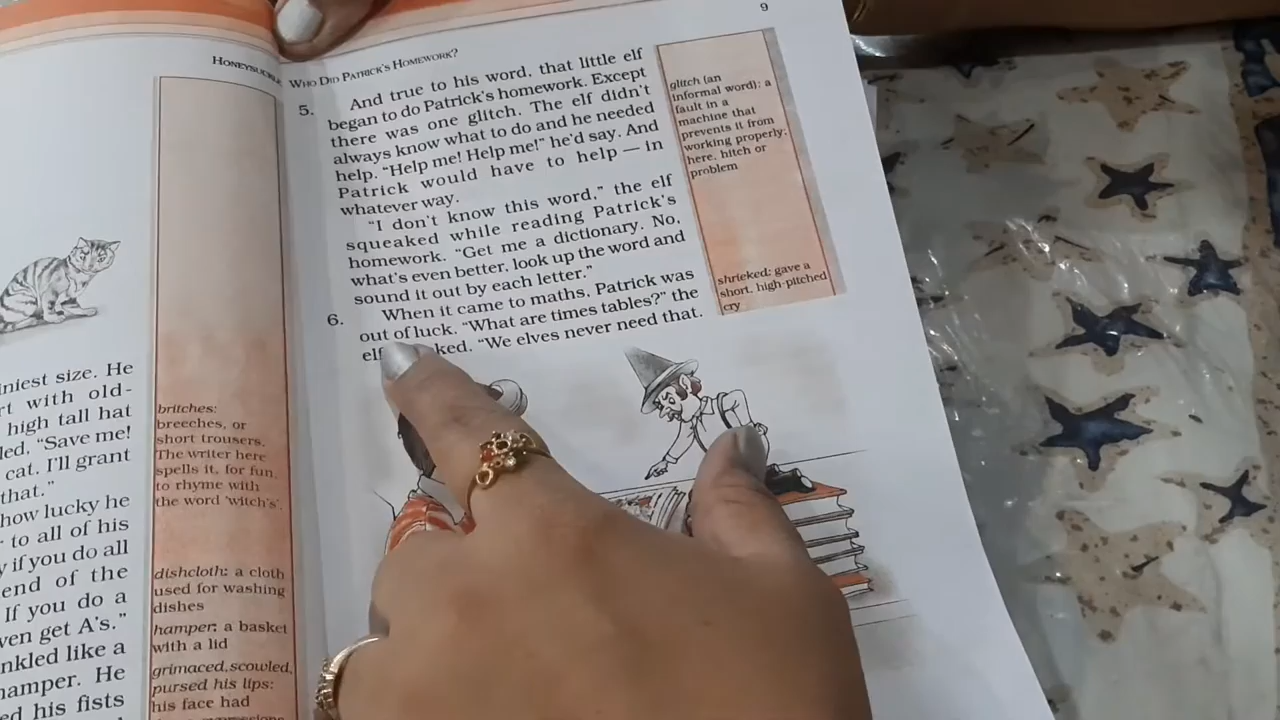 9
HONEYSUCKLE
WHO DID PATRICK'S HOMEWORK?
iniest size. He
rt with old-
high tall hat
led, "Save me!
cat. I'll grant
that."
how lucky he
to all of his
if you do all
end of the
If you do a
ven get A's."
nkled like a
hamper. He
ed his fists
britches:
breeches, or
short trousers.
The writer here
spells it, for fun,
to rhyme with
the word 'witch's'.
dishcloth: a cloth
used for washing
dishes
hamper: a basket
with a lid
grimaced, scowled,
pursed his lips:
his face had
5. And true to his word, that little elf
began to do Patrick's homework. Except
there was one glitch. The elf didn't
always know what to do and he needed
help. "Help me! Help me!" he'd say. And
Patrick would have to help — in
whatever way.
"I don't know this word," the elf
squeaked while reading Patrick's
homework. "Get me a dictionary. No,
what's even better, look up the word and
sound it out by each letter."
6. When it came to maths, Patrick was
out of luck. "What are times tables?" the
elf ked. "We elves never need that.
glitch (an
informal word): a
fault in a
machine that
prevents it from
working properly;
here, hitch or
problem
shrieked: gave a
short, high-pitched
cry